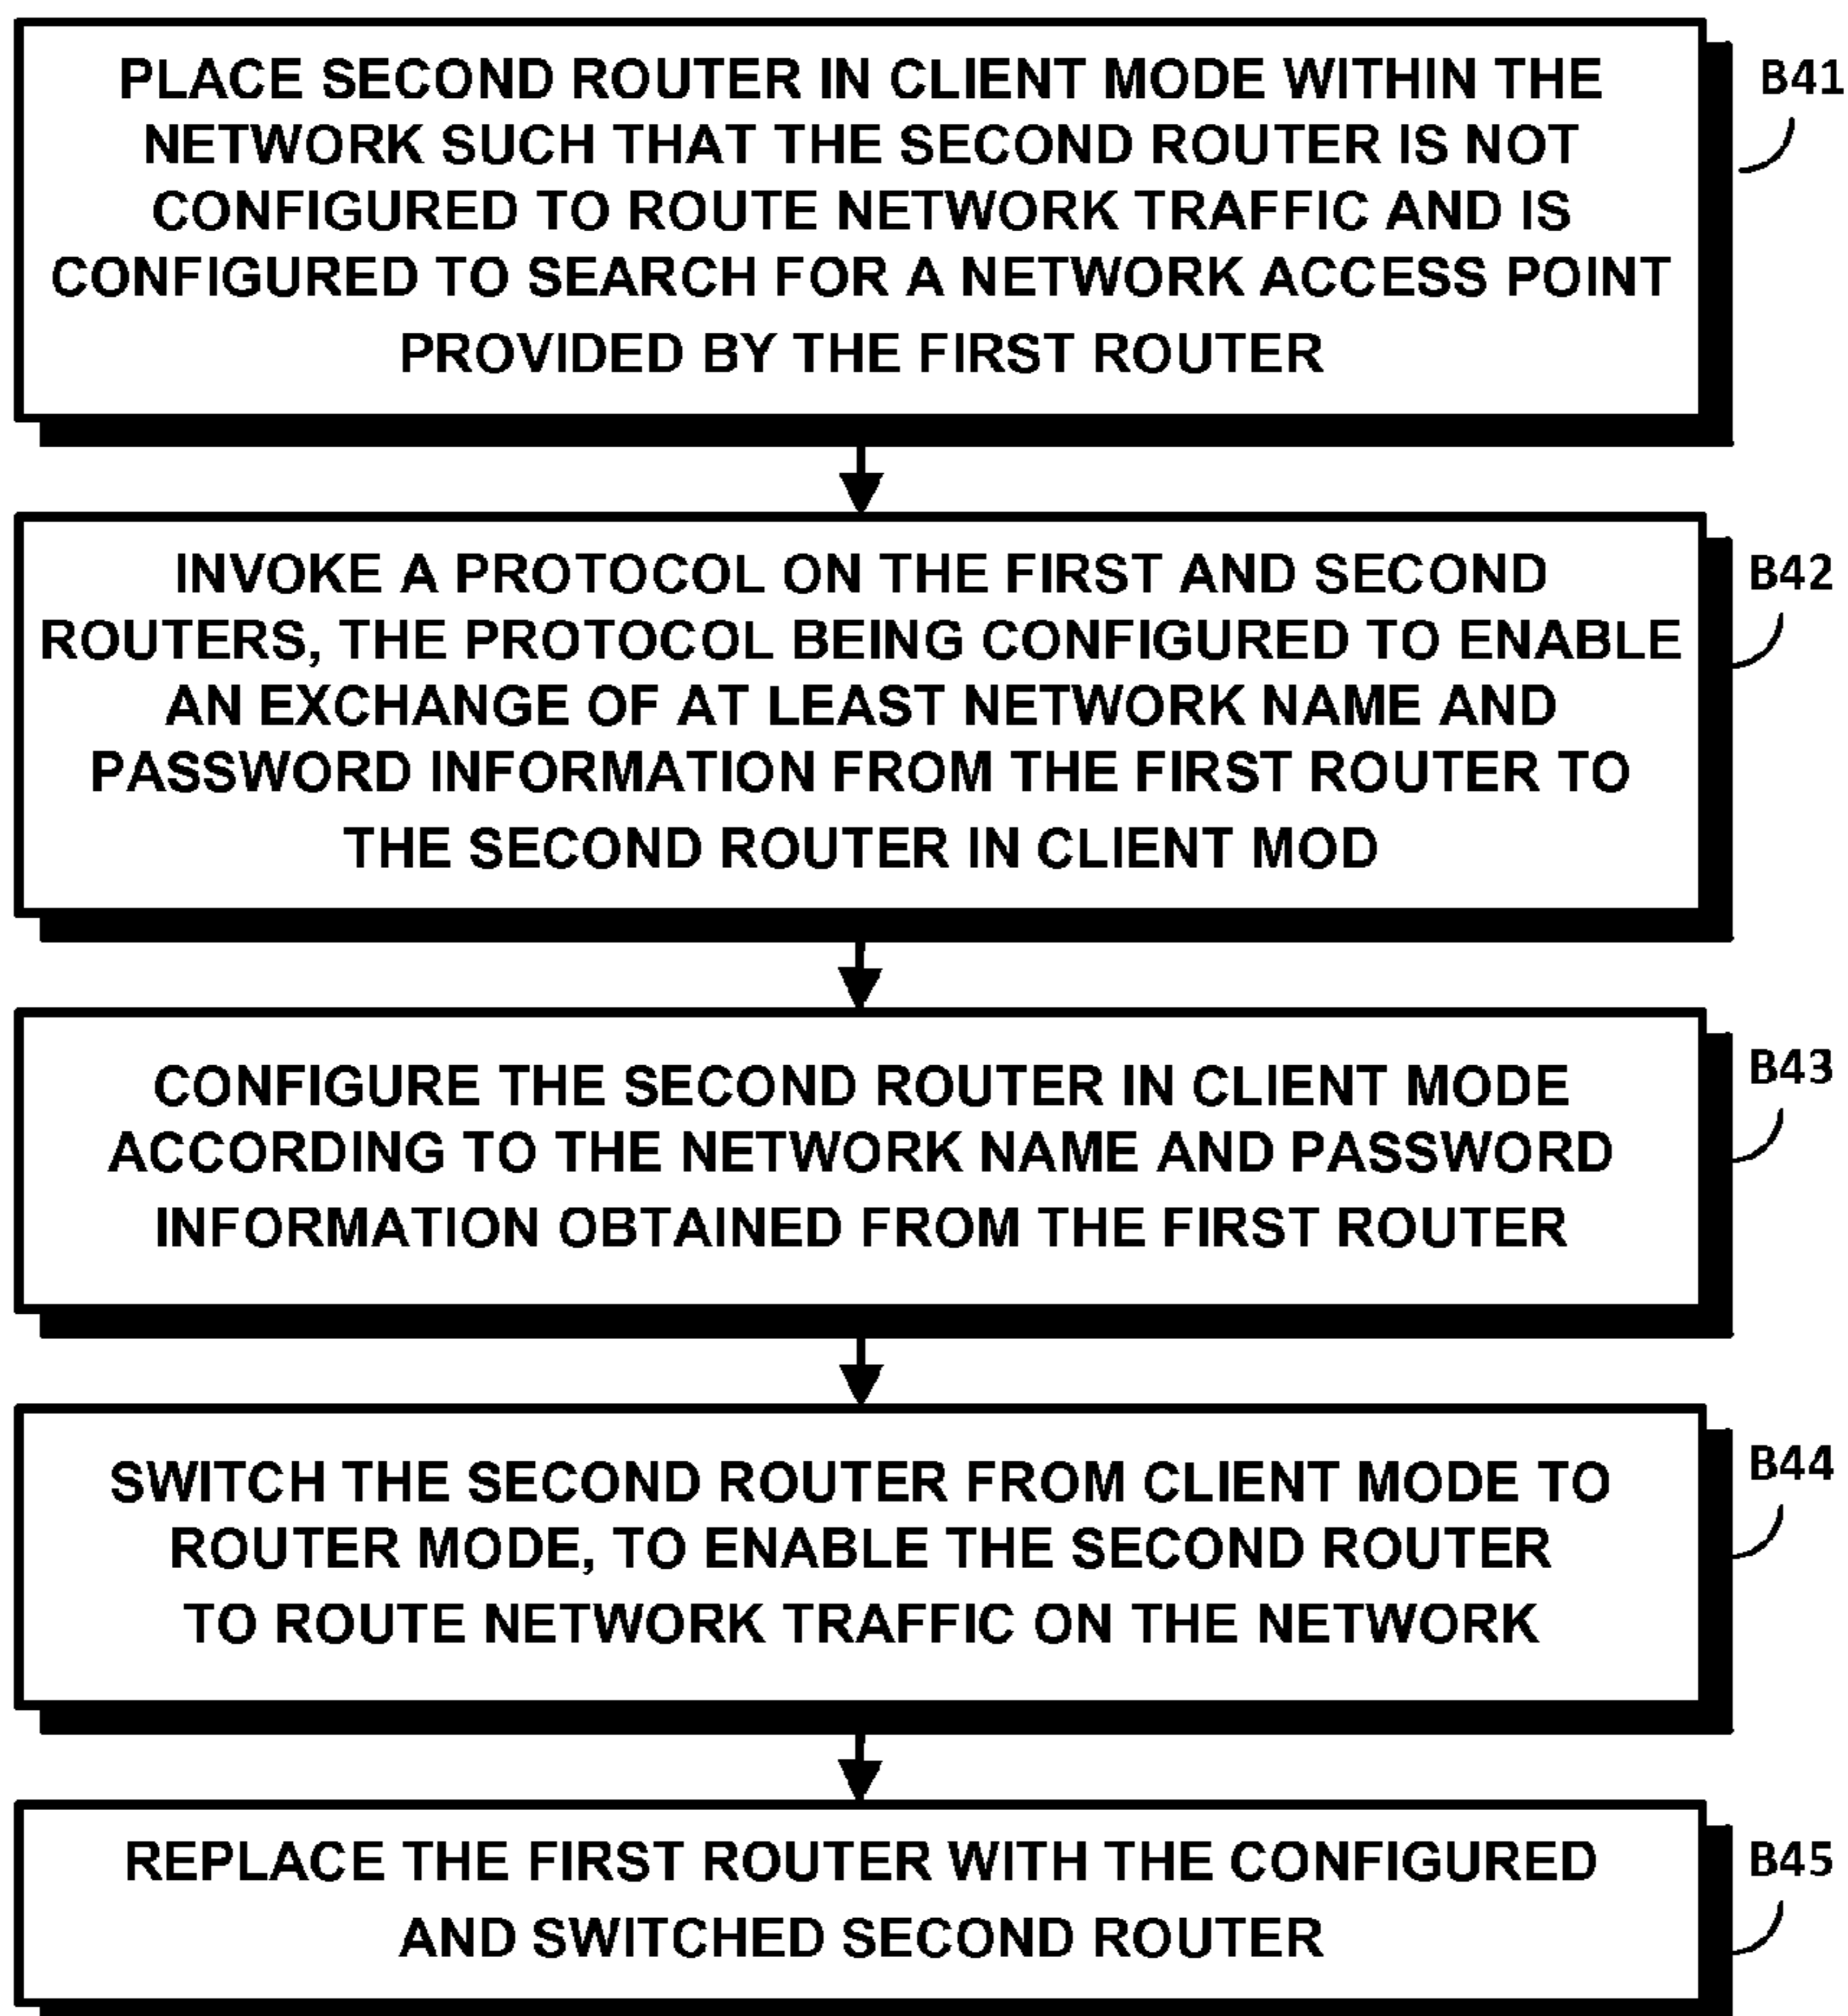 PLACE SECOND ROUTER IN CLIENT MODE WITHIN THE
NETWORK SUCH THAT THE SECOND ROUTER IS NOT
CONFIGURED TO ROUTE NETWORK TRAFFIC AND IS
CONFIGURED TO SEARCH FOR A NETWORK ACCESS POINT
PROVIDED BY THE FIRST ROUTER
B41
INVOKE A PROTOCOL ON THE FIRST AND SECOND
ROUTERS, THE PROTOCOL BEING CONFIGURED TO ENABLE
AN EXCHANGE OF AT LEAST NETWORK NAME AND
PASSWORD INFORMATION FROM THE FIRST ROUTER TO
THE SECOND ROUTER IN CLIENT MOD
B42
CONFIGURE THE SECOND ROUTER IN CLIENT MODE
ACCORDING TO THE NETWORK NAME AND PASSWORD
INFORMATION OBTAINED FROM THE FIRST ROUTER
B43
SWITCH THE SECOND ROUTER FROM CLIENT MODE TO
ROUTER MODE, TO ENABLE THE SECOND ROUTER
TO ROUTE NETWORK TRAFFIC ON THE NETWORK
B44
REPLACE THE FIRST ROUTER WITH THE CONFIGURED
AND SWITCHED SECOND ROUTER
B45